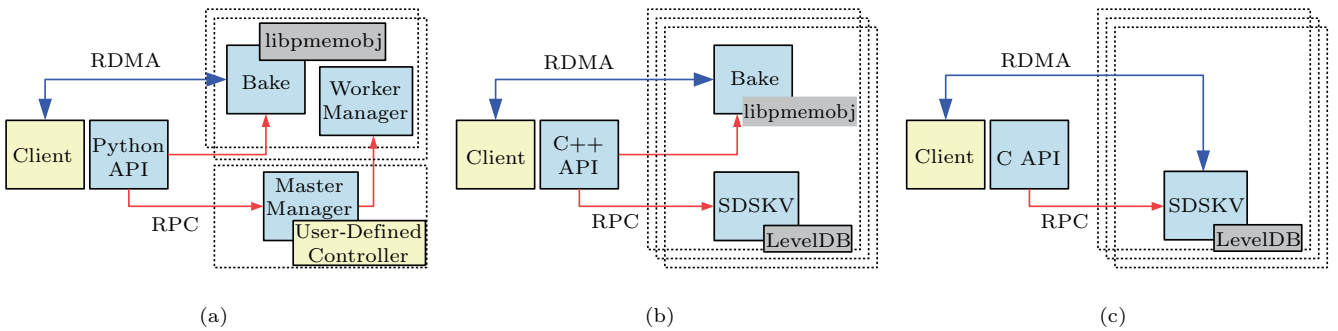 libpmemobj
RDMA
Bake
Worker
Manager
Client
Python
API
Master
Manager
RPC
User-Defined
Controller
(a)
RDMA
Bake
libpmemobj
Client
C++
API
SDSKV
RPC
LevelDB
(b)
RDMA
Client
C API
SDSKV
RPC
LevelDB
(c)